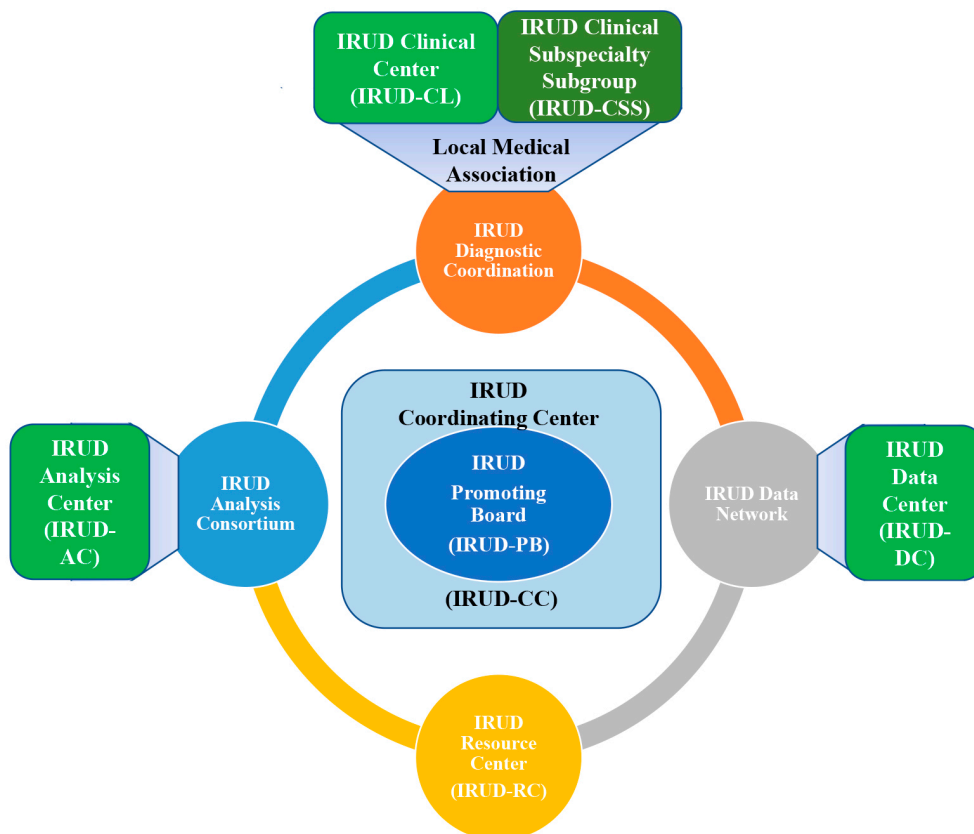 IRUD Clinical
Center
(IRUD-CL)
IRUD Clinical
Subspecialty
Subgroup
(IRUD-CSS)
Local Medical
Association
IRUD
Diagnostic
Coordination
IRUD
Coordinating Center
IRUD
Promoting
Board
(IRUD-PB)
(IRUD-CC)
IRUD
Analysis
Center
(IRUD-
AC)
IRUD
Analysis
Consortium
IRUD Data
Network
IRUD
Data
Center
(IRUD-
DC)
IRUD
Resource
Center
(IRUD-RC)